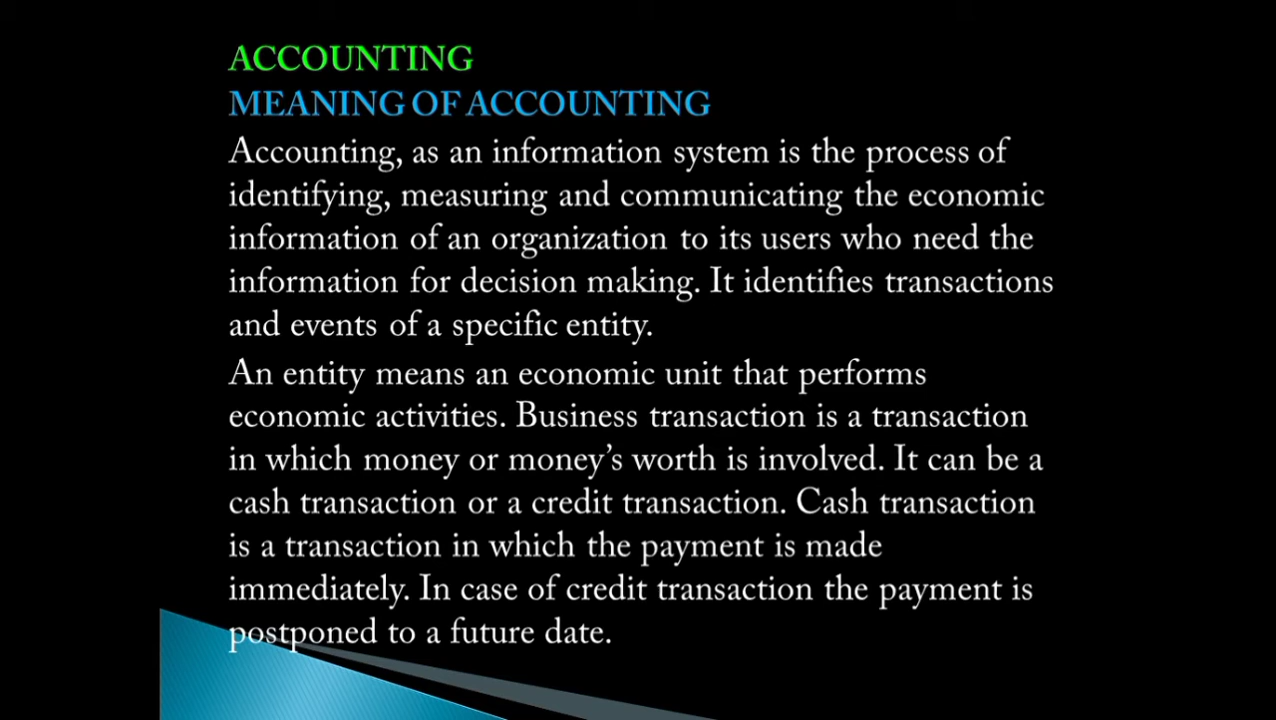 ACCOUNTING
MEANING OF ACCOUNTING
Accounting, as an information system is the process of
identifying, measuring and communicating the economic
information of an organization to its users who need the
information for decision making. It identifies transactions
and events of a specific entity.
An entity means an economic unit that performs
economic activities. Business transaction is a transaction
in which money or money’s worth is involved. It can be a
cash transaction or a credit transaction. Cash transaction
is a transaction in which the payment is made
immediately. In case of credit transaction the payment is
postponed to a future date.